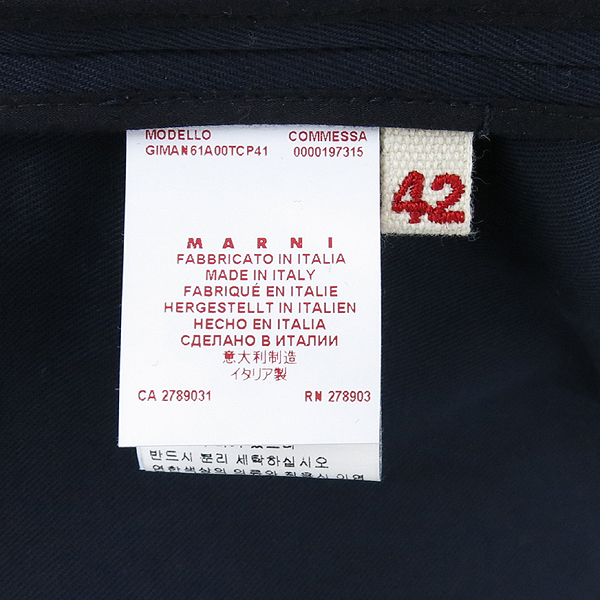 MODELLO COMMESSA
GIMAN61A00TCP41 0000197315
42
MARNI
FABBRICATO IN ITALIA
MADE IN ITALY
FABRIQUÉ EN ITALIE
HERGESTELLT IN ITALIEN
HECHO EN ITALIA
СДЕЛАНО В ИТАЛИИ
意大利制造
イタリア製
CA 2789031 RN 278903
반드시 분리 세탁하십시오